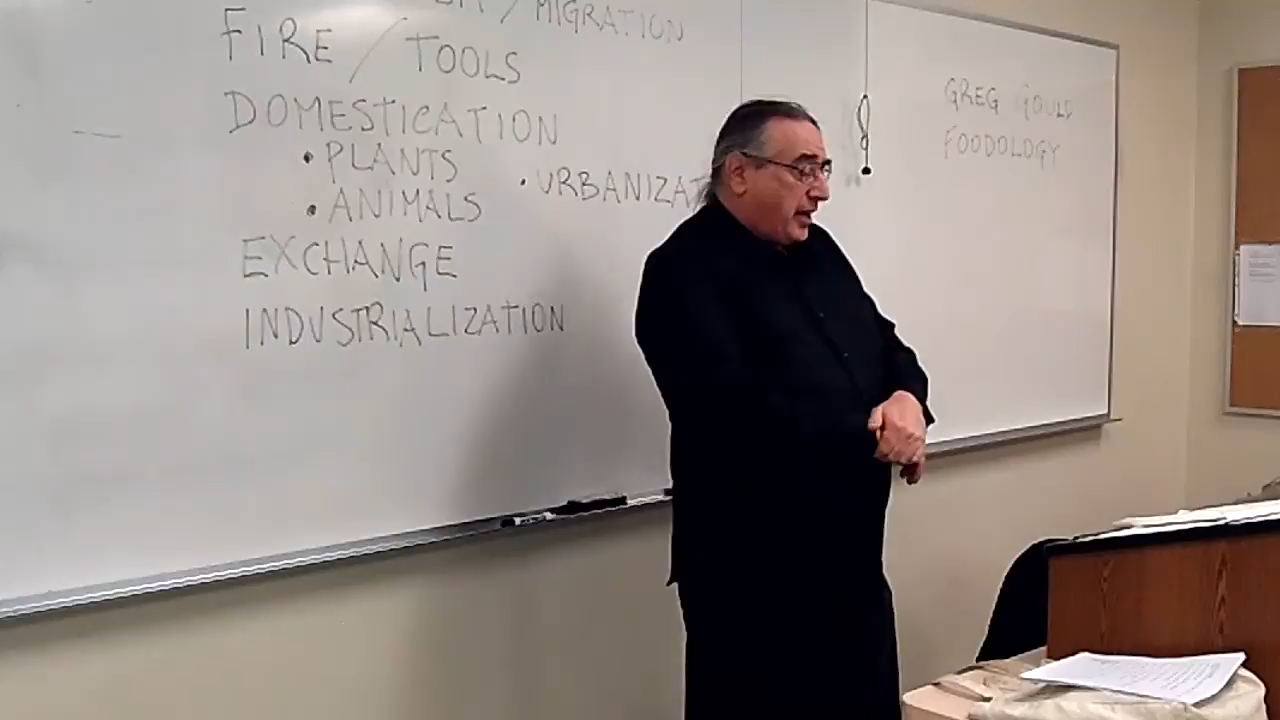 / MIGRATION
FIRE / TOOLS
DOMESTICATION
• PLANTS
• ANIMALS
• URBANIZAT
EXCHANGE
INDUSTRIALIZATION
GREG GOULD
FOODOLOGY